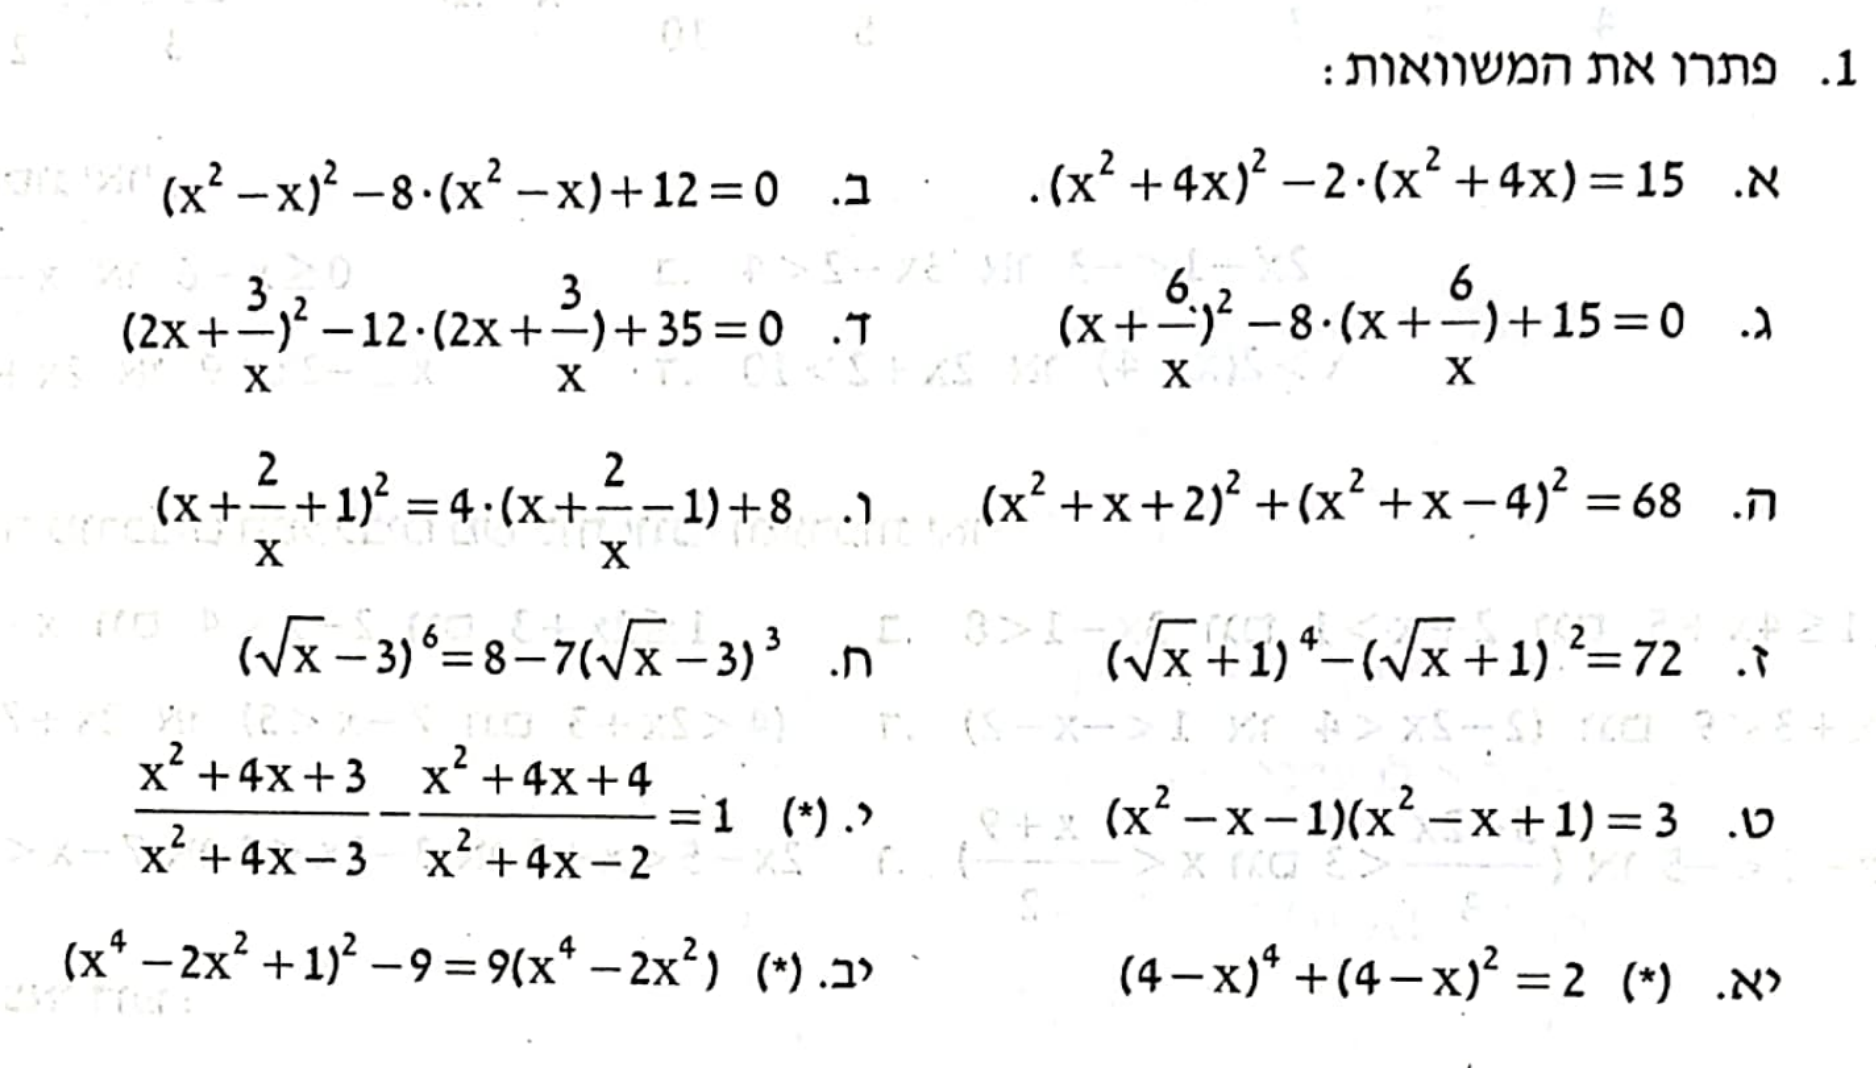 1. פתרו את המשוואות:
א. (x² + 4x)² − 2·(x² + 4x) = 15. ב. (x² − x)² − 8·(x² − x) + 12 = 0
ג. (x + 6/x)² − 8·(x + 6/x) + 15 = 0 ד. (2x + 3/x)² − 12·(2x + 3/x) + 35 = 0
ה. (x² + x + 2)² + (x² + x − 4)² = 68 ו. (x + 2/x + 1)² = 4·(x + 2/x − 1) + 8
ז. (√x + 1)⁴ − (√x + 1)² = 72 ח. (√x − 3)⁶ = 8 − 7(√x − 3)³
ט. (x² − x − 1)(x² − x + 1) = 3 י. (*) (x² + 4x + 3)/(x² + 4x − 3) − (x² + 4x + 4)/(x² + 4x − 2) = 1
יא. (*) (4 − x)⁴ + (4 − x)² = 2 יב. (*) (x⁴ − 2x² + 1)² − 9 = 9(x⁴ − 2x²)